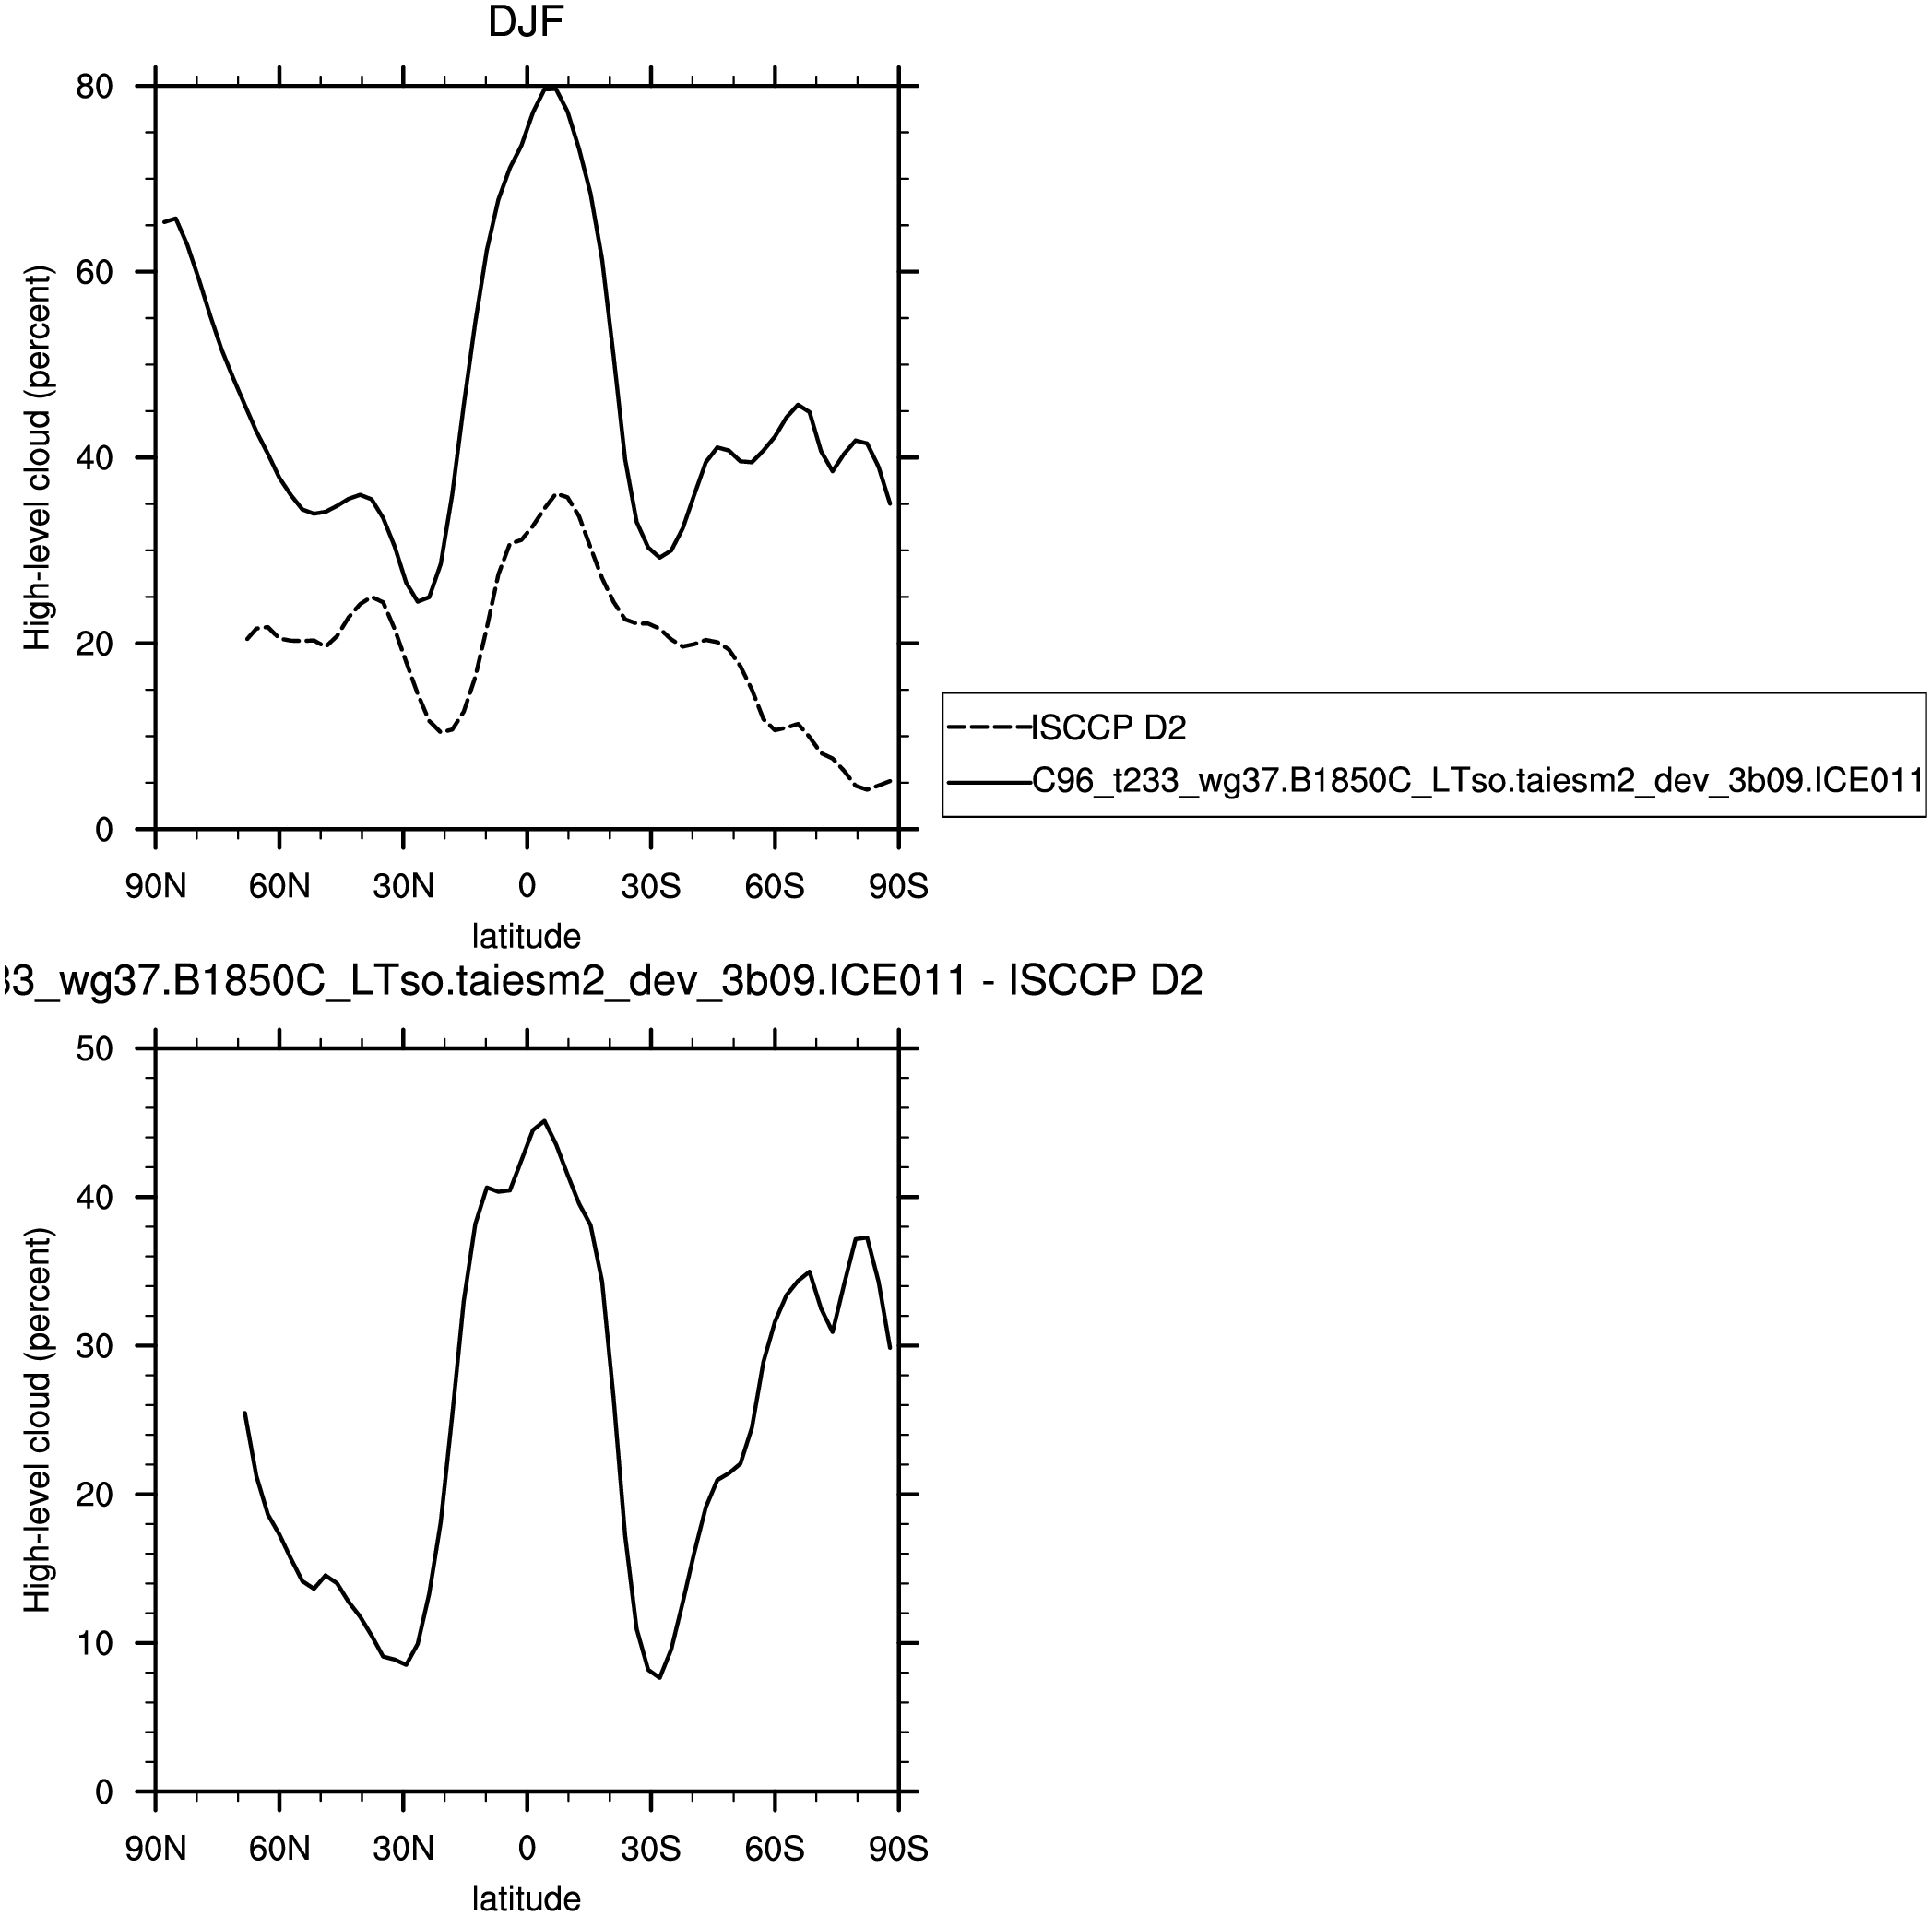 DJF
80
60
40
20
0
High-level cloud (percent)
90N 60N 30N 0 30S 60S 90S
latitude
ISCCP D2
C96_t233_wg37.B1850C_LTso.taiesm2_dev_3b09.ICE011
3_wg37.B1850C_LTso.taiesm2_dev_3b09.ICE011 - ISCCP D2
50
40
30
20
10
0
High-level cloud (percent)
90N 60N 30N 0 30S 60S 90S
latitude